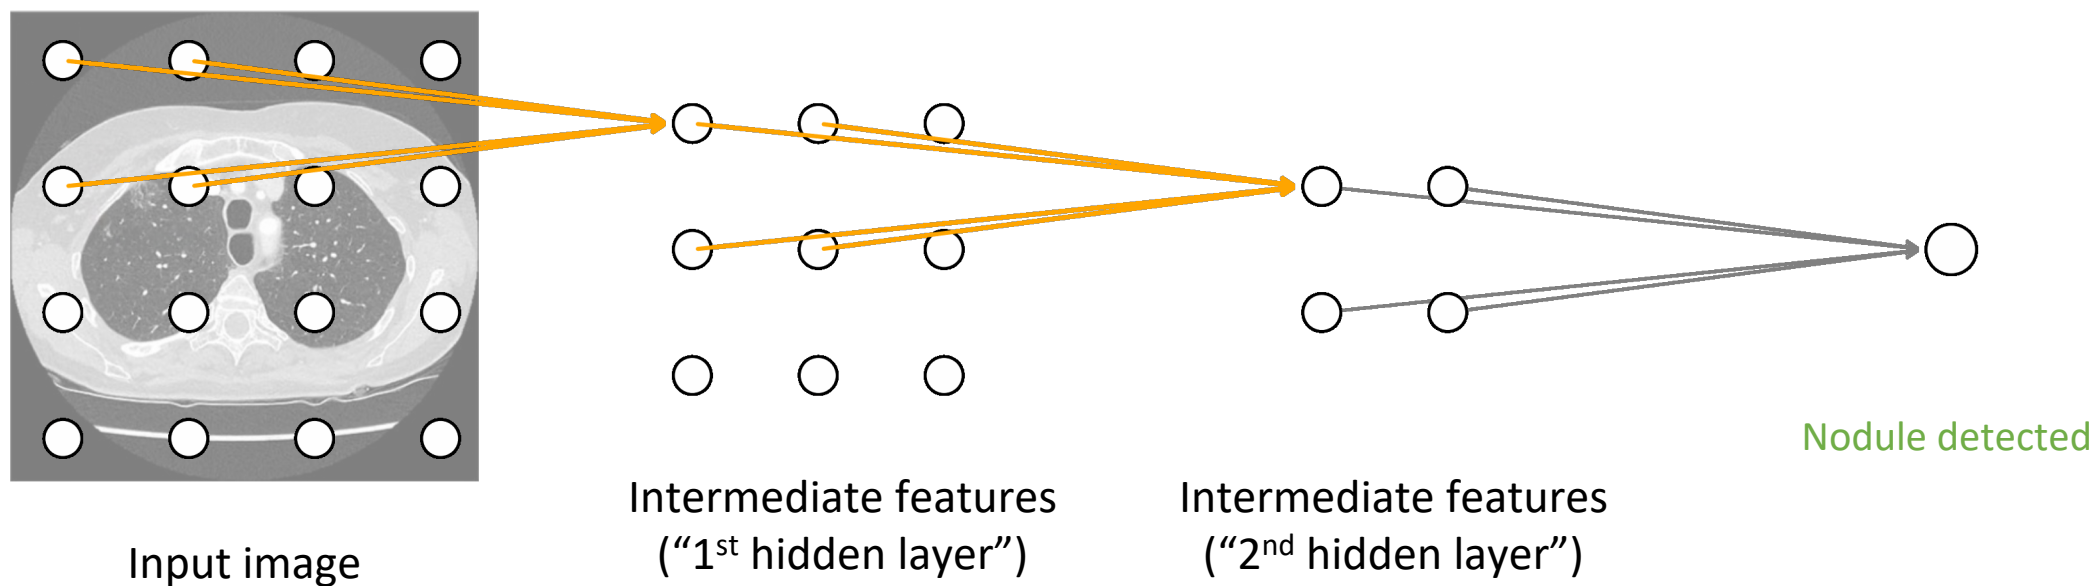 Nodule detected
Intermediate features
(“1st hidden layer”)
Intermediate features
(“2nd hidden layer”)
Input image